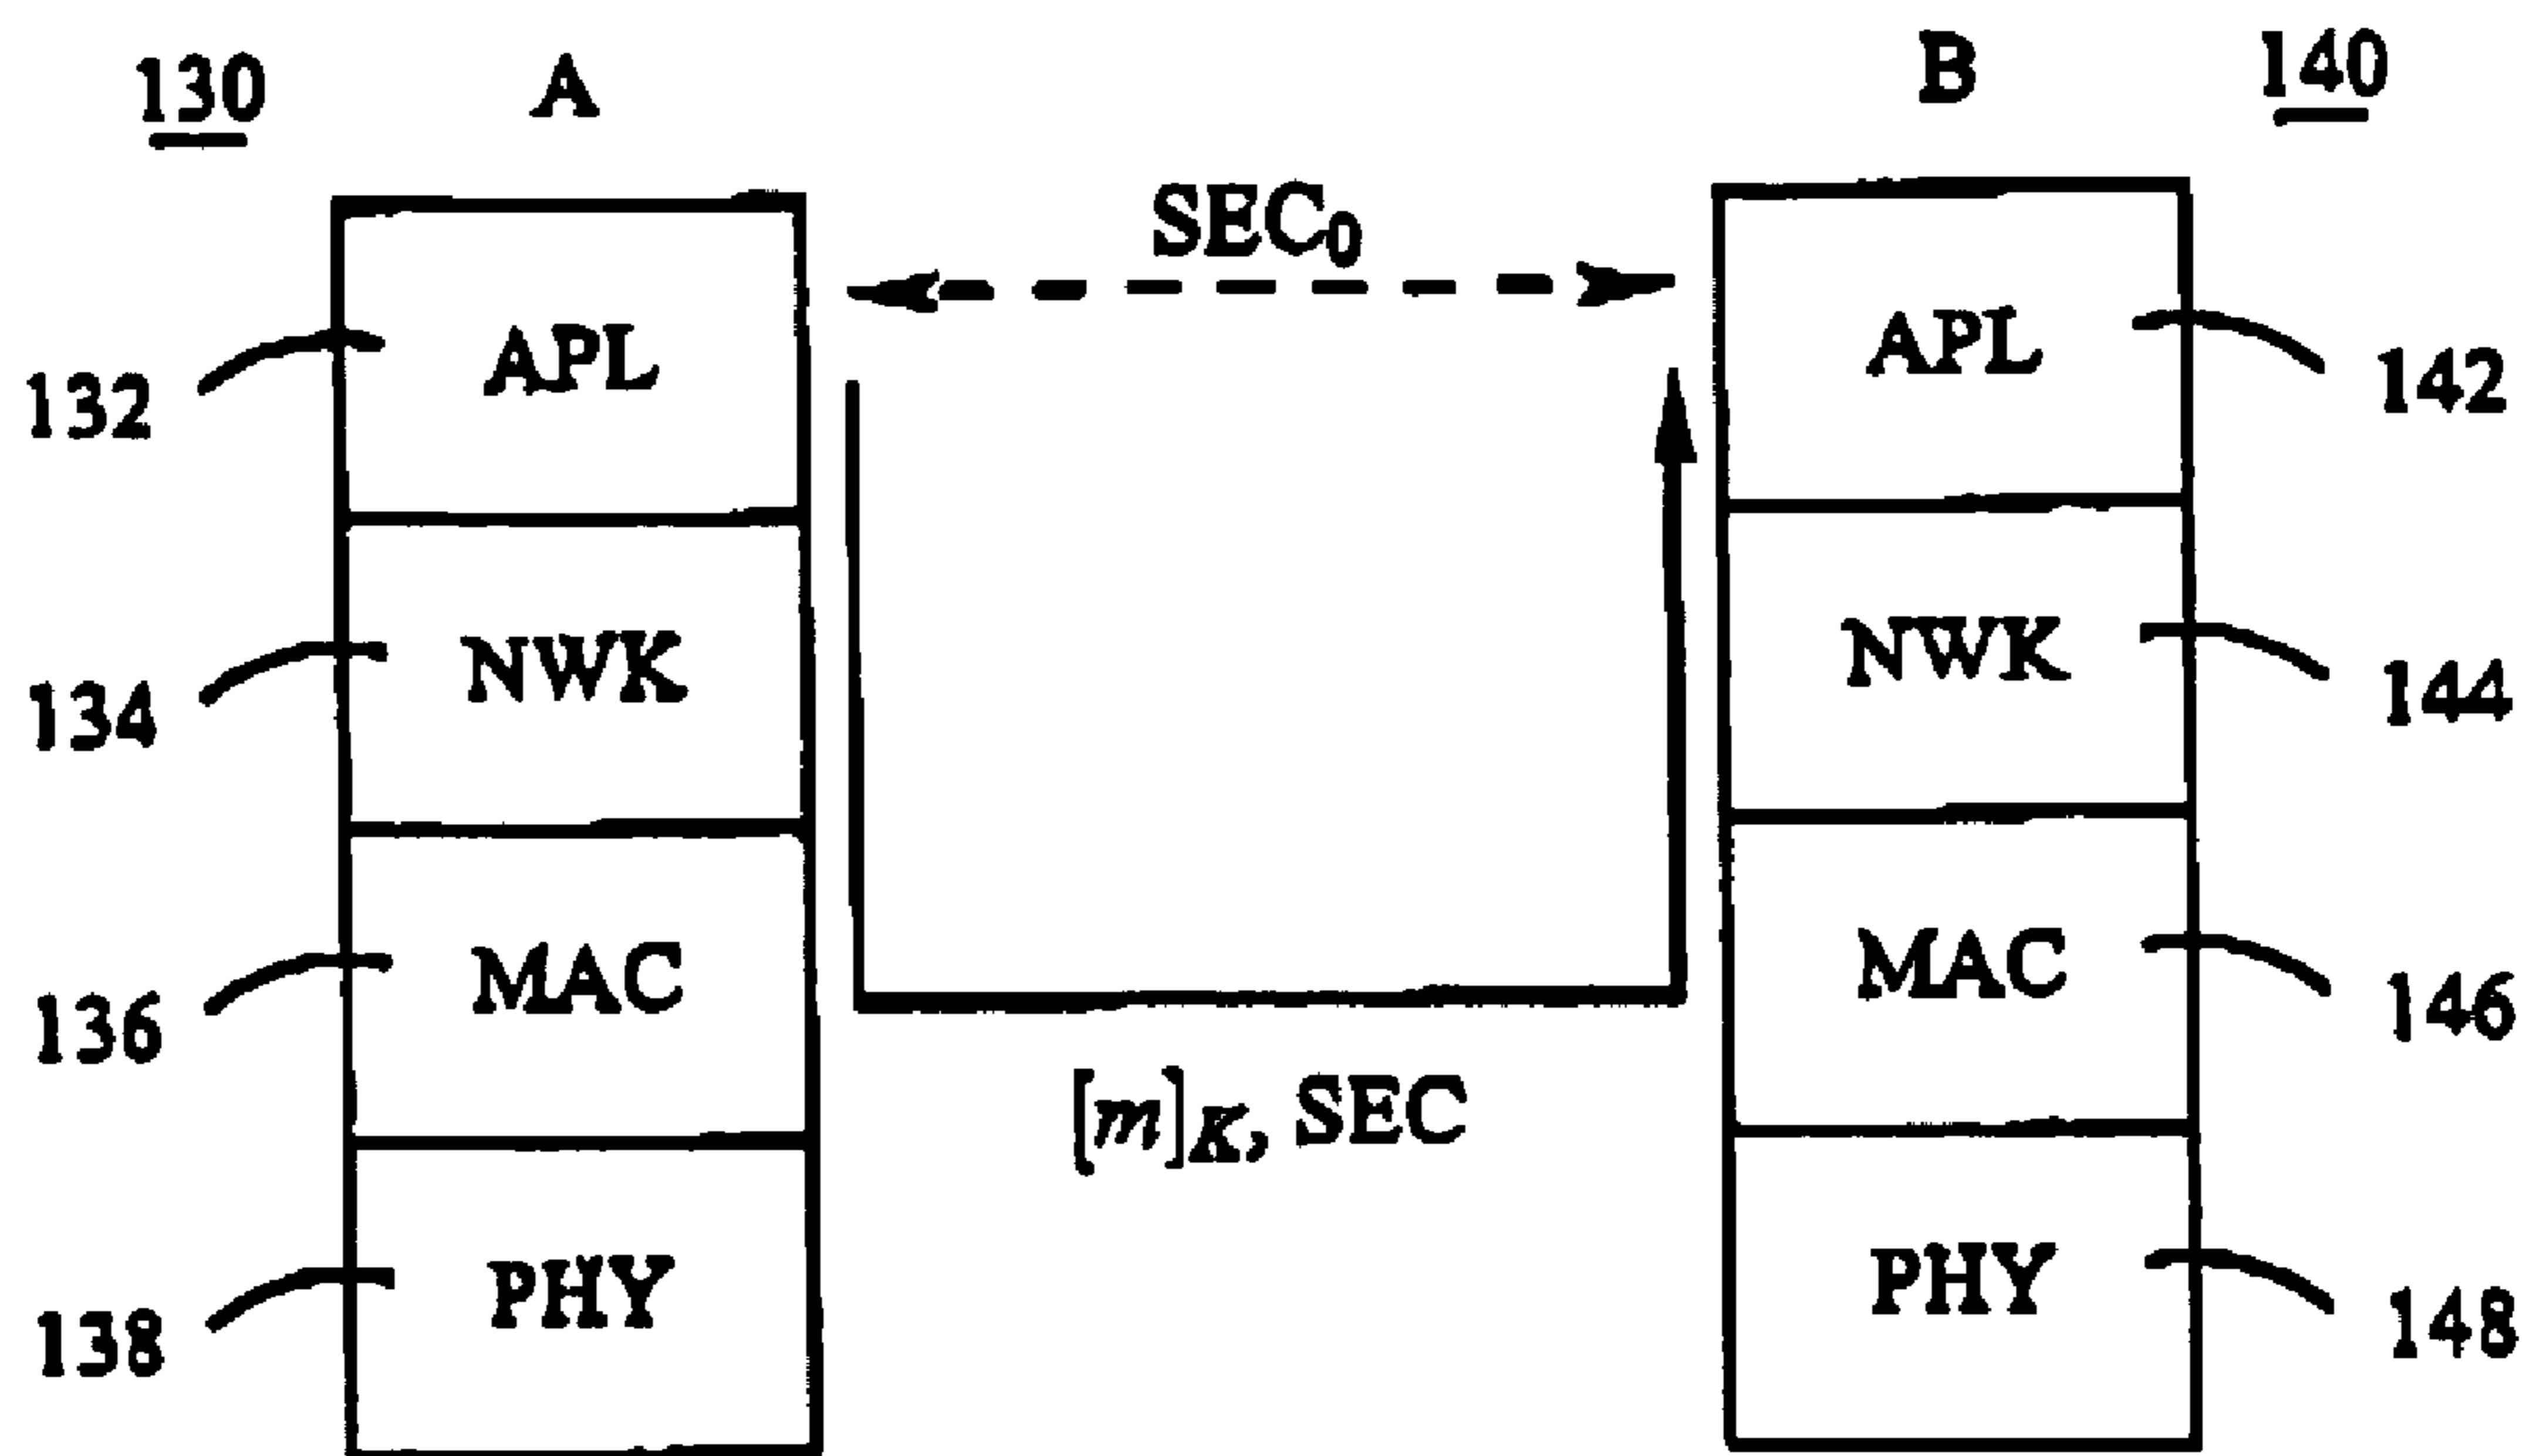 130 A B 140
SEC₀
132 APL APL 142
134 NWK NWK 144
136 MAC MAC 146
[m]K, SEC
138 PHY PHY 148